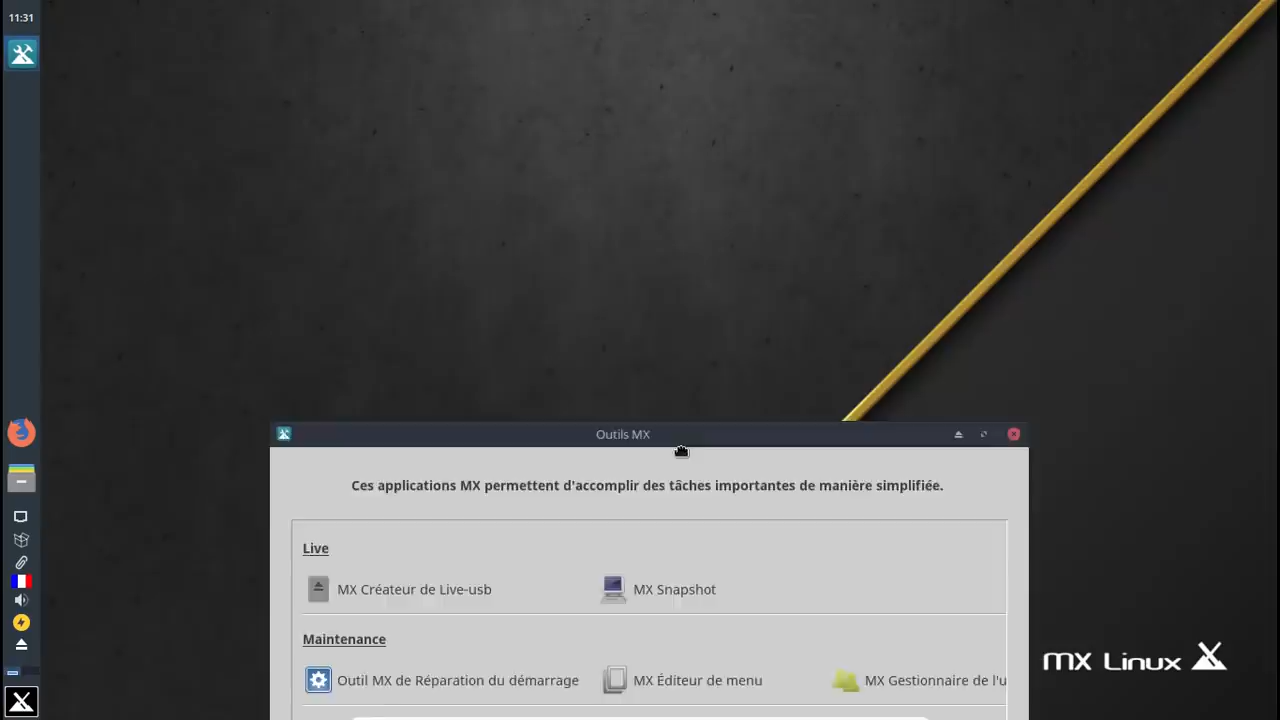 11:31
Outils MX
Ces applications MX permettent d'accomplir des tâches importantes de manière simplifiée.
Live
MX Créateur de Live-usb
MX Snapshot
Maintenance
Outil MX de Réparation du démarrage
MX Éditeur de menu
MX Gestionnaire de l'u
MX Linux